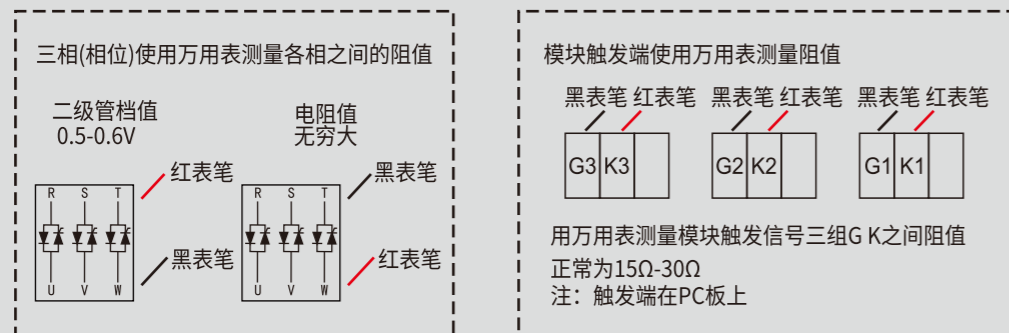 三相(相位)使用万用表测量各相之间的阻值
二级管档值
0.5-0.6V
电阻值
无穷大
红表笔
黑表笔
R S T
R S T
U V W
U V W
黑表笔
红表笔
模块触发端使用万用表测量阻值
黑表笔 红表笔 黑表笔 红表笔 黑表笔 红表笔
G3 K3 G2 K2 G1 K1
用万用表测量模块触发信号三组G K之间阻值
正常为15Ω-30Ω
注：触发端在PC板上